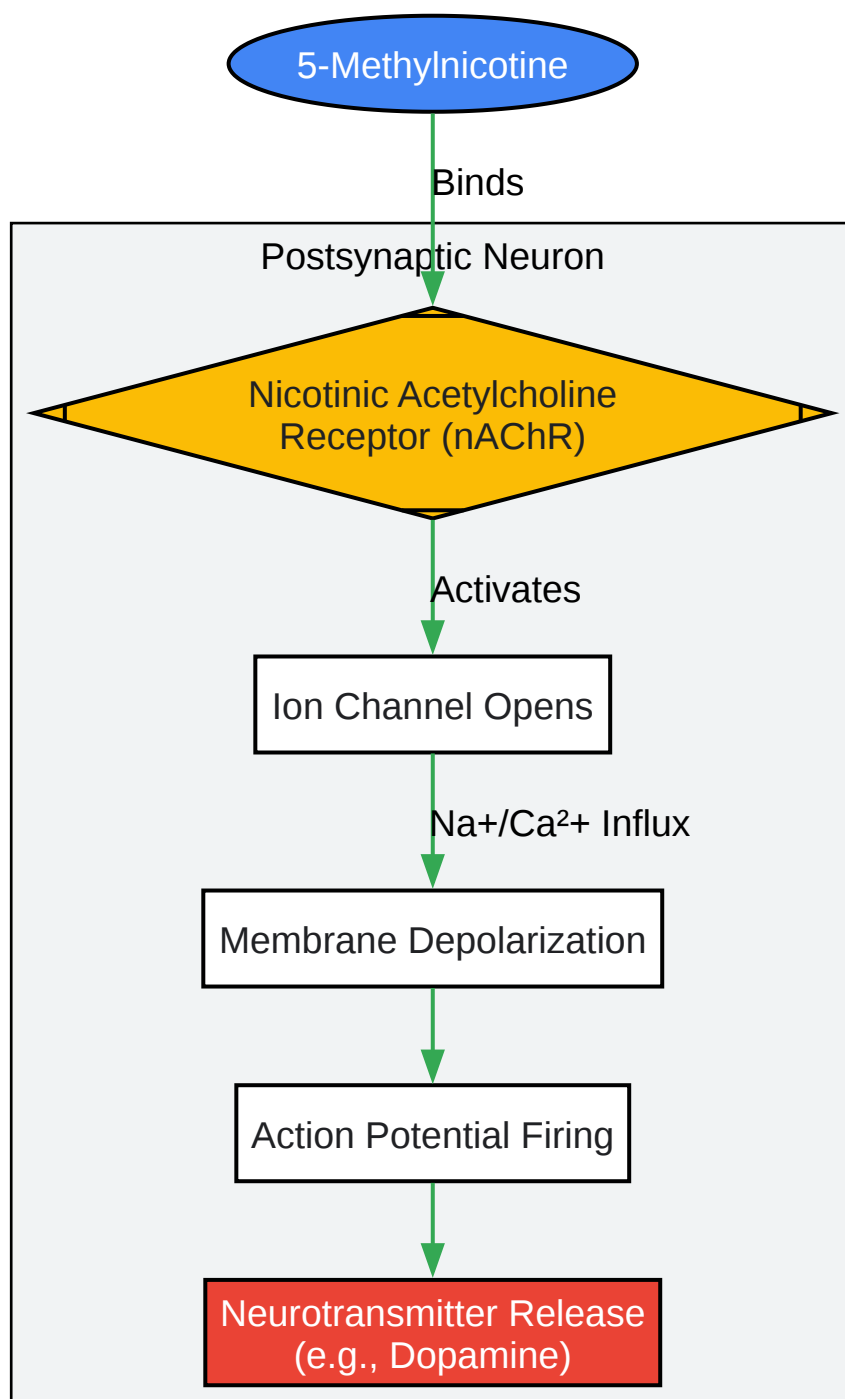 5-Methylnicotine
Binds
Postsynaptic Neuron
Nicotinic Acetylcholine
Receptor (nAChR)
Activates
Ion Channel Opens
Na+/Ca²+ Influx
Membrane Depolarization
Action Potential Firing
Neurotransmitter Release
(e.g., Dopamine)